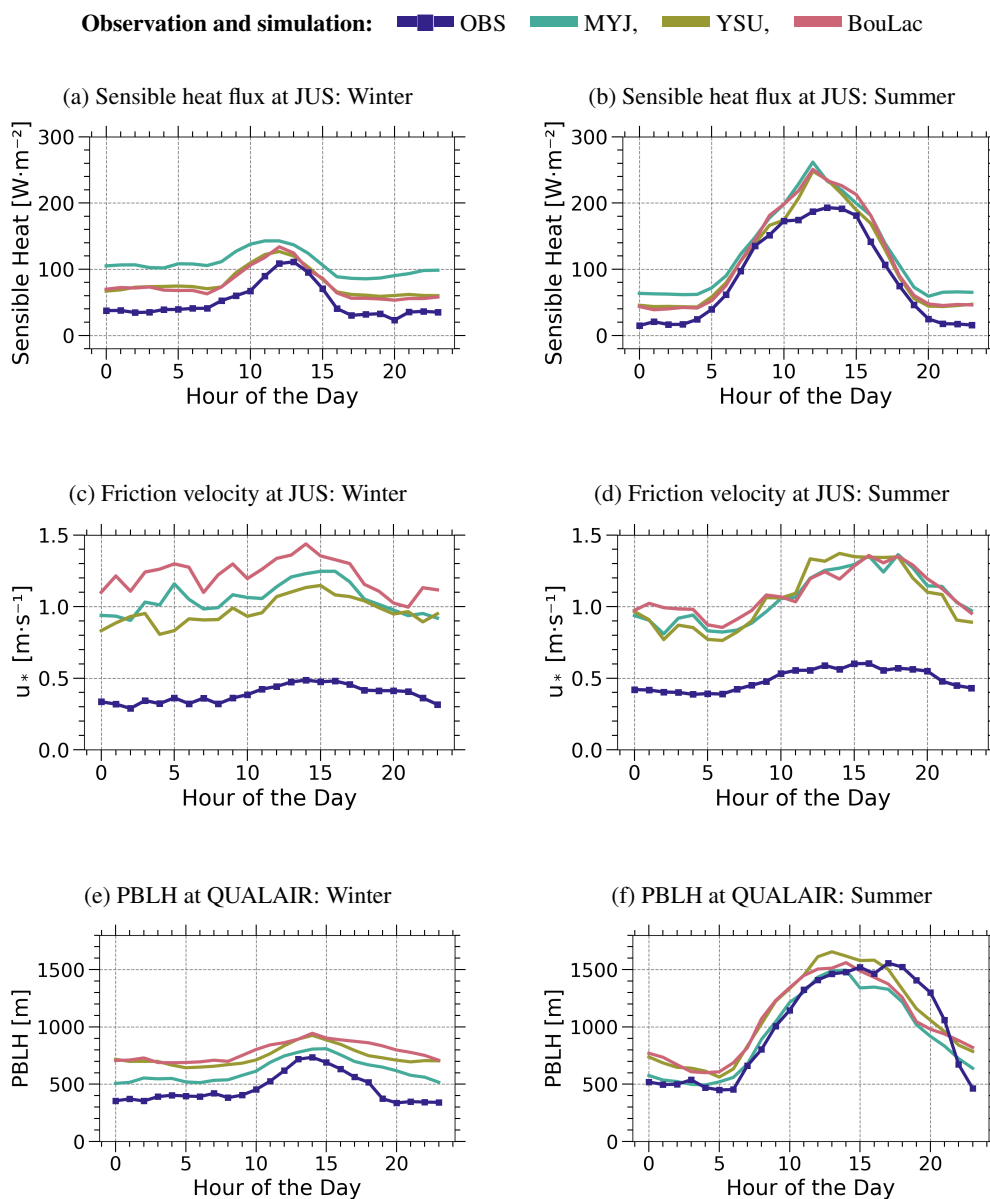 Observation and simulation: OBS MYJ, YSU, BouLac
(a) Sensible heat flux at JUS: Winter
300
200
100
0
Sensible Heat [W·m⁻²]
0 5 10 15 20
Hour of the Day
(b) Sensible heat flux at JUS: Summer
300
200
100
0
Sensible Heat [W·m⁻²]
0 5 10 15 20
Hour of the Day
(c) Friction velocity at JUS: Winter
1.5
1.0
0.5
0.0
u* [m·s⁻¹]
0 5 10 15 20
Hour of the Day
(d) Friction velocity at JUS: Summer
1.5
1.0
0.5
0.0
u* [m·s⁻¹]
0 5 10 15 20
Hour of the Day
(e) PBLH at QUALAIR: Winter
1500
1000
500
0
PBLH [m]
0 5 10 15 20
Hour of the Day
(f) PBLH at QUALAIR: Summer
1500
1000
500
0
PBLH [m]
0 5 10 15 20
Hour of the Day